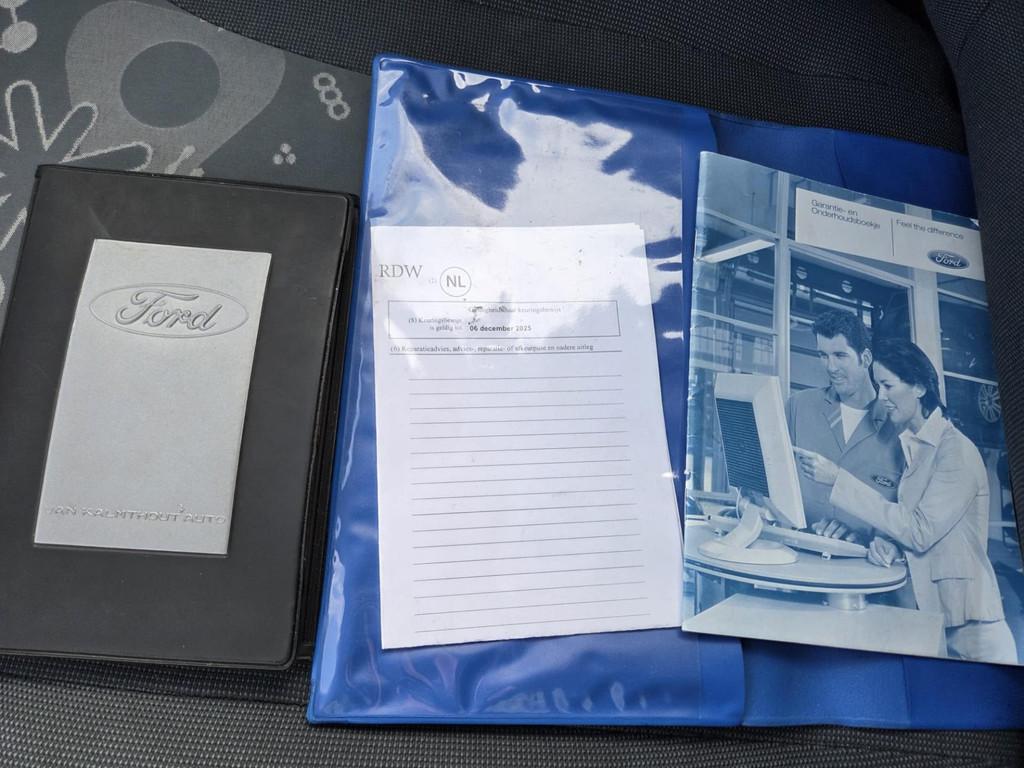 Ford
VAN KALMTHOUT AUTO
RDW
NL
(5) Keuringsbewijs
is geldig tot 06 december 2025
(6) Reparatieadvies, advies-, reparatie- of afkeurpunt en nadere uitleg
Garantie- en
Onderhoudsboekje
Feel the difference
Ford
Ford